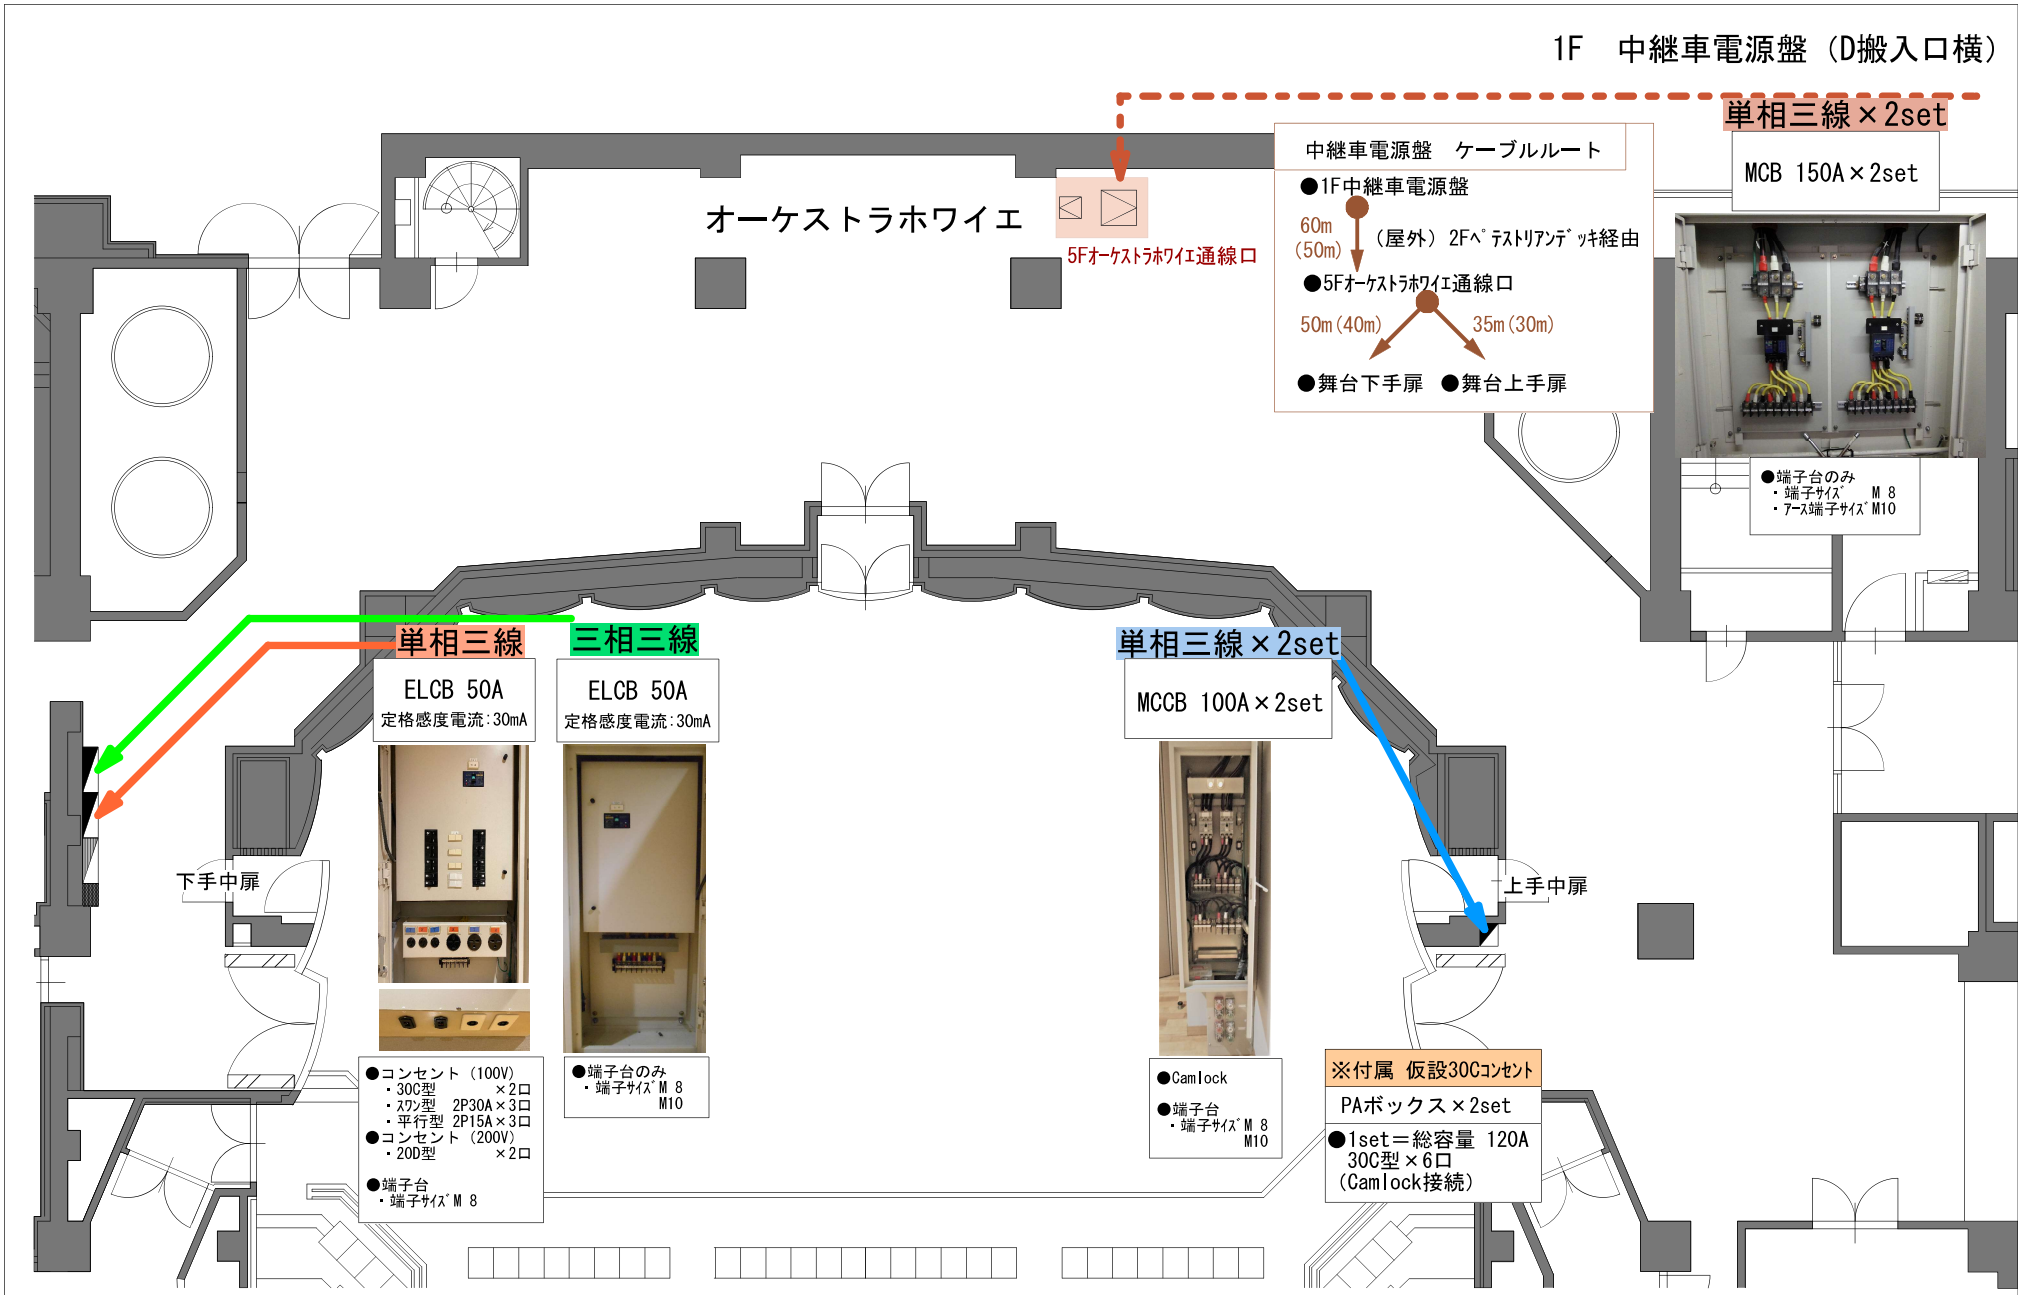 1F 中継車電源盤（D搬入口横）
単相三線×2set
MCB 150A×2set
中継車電源盤 ケーブルルート
●1F中継車電源盤
60m
(50m)
（屋外）2Fペデストリアンデッキ経由
●5Fオーケストラホワイエ通線口
50m(40m)
35m(30m)
●舞台下手扉 ●舞台上手扉
オーケストラホワイエ
5Fオーケストラホワイエ通線口
●端子台のみ
・端子サイズ M 8
・アース端子サイズ M10
単相三線
ELCB 50A
定格感度電流:30mA
三相三線
ELCB 50A
定格感度電流:30mA
単相三線×2set
MCCB 100A×2set
下手中扉
上手中扉
●コンセント（100V）
・30C型 ×2口
・スワン型 2P30A×3口
・平行型 2P15A×3口
●コンセント（200V）
・20D型 ×2口
●端子台
・端子サイズ M 8
●端子台のみ
・端子サイズ M 8
M10
●Camlock
●端子台
・端子サイズ M 8
M10
※付属 仮設30Cコンセント
PAボックス×2set
●1set＝総容量 120A
30C型×6口
（Camlock接続）